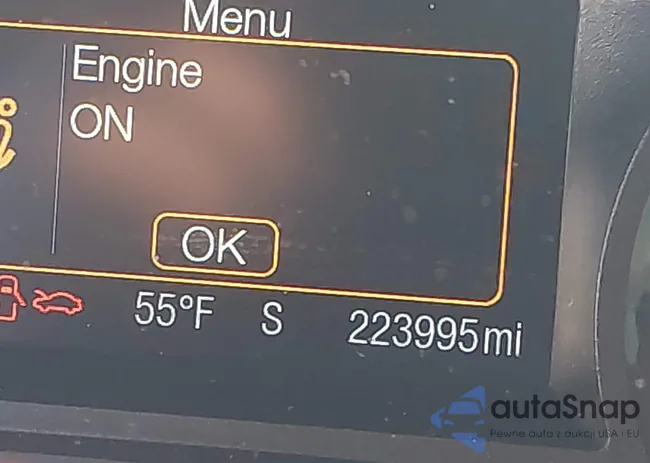 Menu
Engine
ON
OK
55°F S 223995mi
autaSnap
Pewne auta z aukcji USA i EU